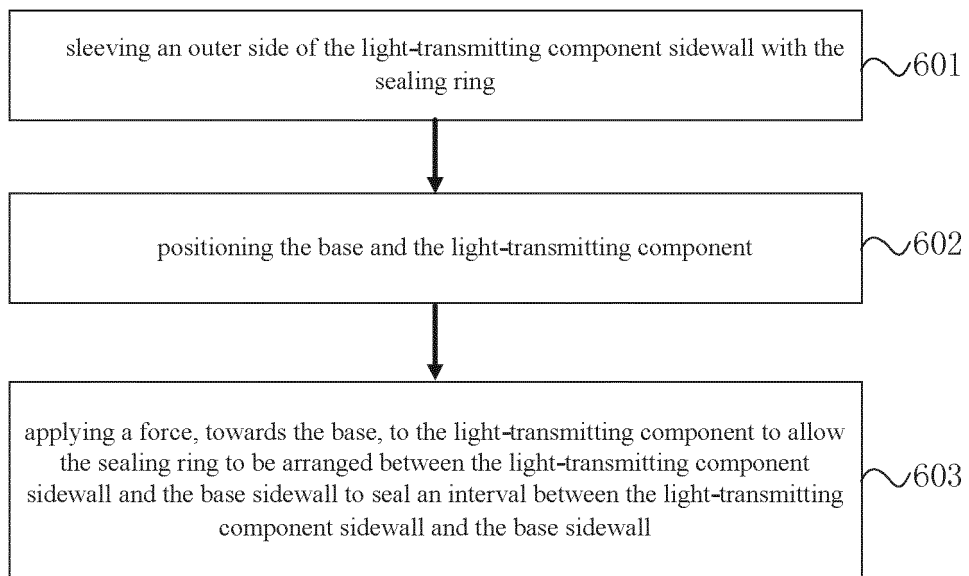 sleeving an outer side of the light-transmitting component sidewall with the
sealing ring
601
positioning the base and the light-transmitting component
602
applying a force, towards the base, to the light-transmitting component to allow
the sealing ring to be arranged between the light-transmitting component
sidewall and the base sidewall to seal an interval between the light-transmitting
component sidewall and the base sidewall
603